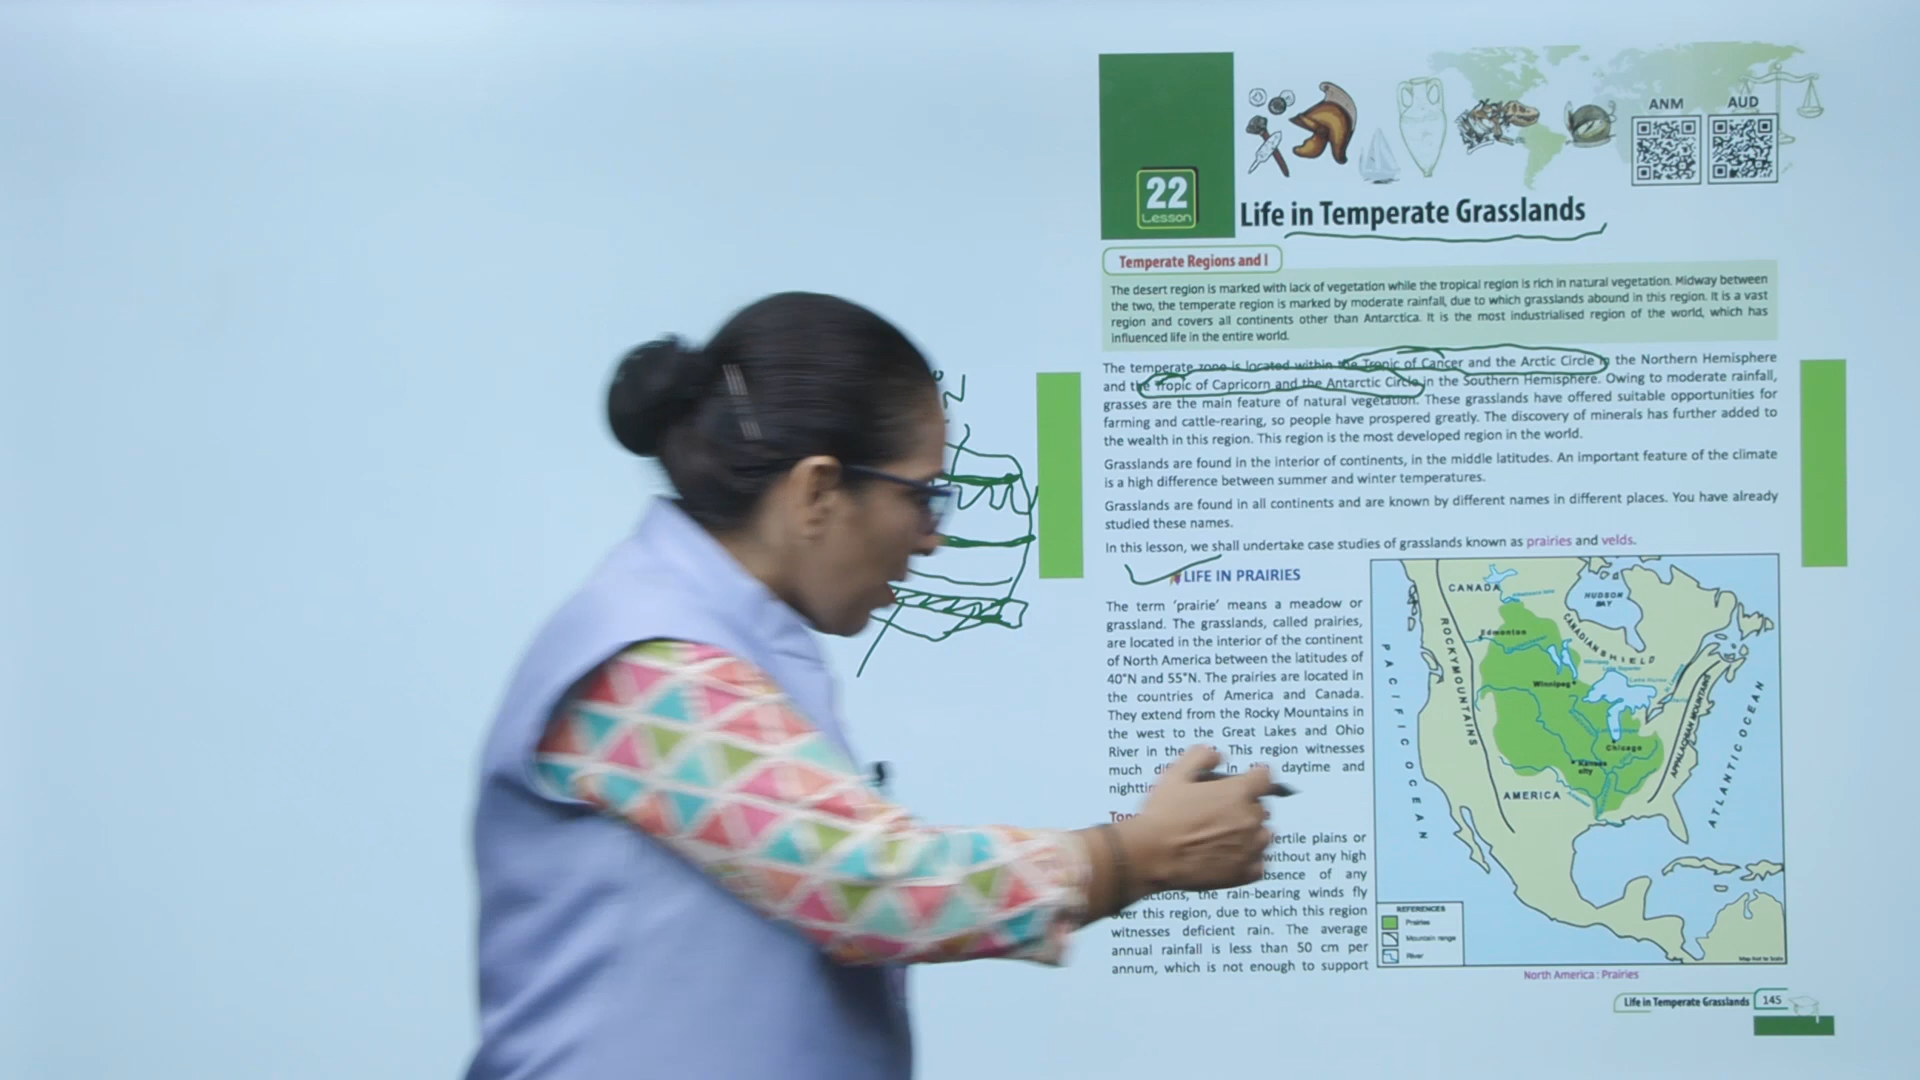 ANM
AUD
22
Lesson
Life in Temperate Grasslands
Temperate Regions and I
The desert region is marked with lack of vegetation while the tropical region is rich in natural vegetation. Midway between
the two, the temperate region is marked by moderate rainfall, due to which grasslands abound in this region. It is a vast
region and covers all continents other than Antarctica. It is the most industrialised region of the world, which has
influenced life in the entire world.
The temperate zone is located within the Tropic of Cancer and the Arctic Circle in the Northern Hemisphere
and the Tropic of Capricorn and the Antarctic Circle in the Southern Hemisphere. Owing to moderate rainfall,
grasses are the main feature of natural vegetation. These grasslands have offered suitable opportunities for
farming and cattle-rearing, so people have prospered greatly. The discovery of minerals has further added to
the wealth in this region. This region is the most developed region in the world.
Grasslands are found in the interior of continents, in the middle latitudes. An important feature of the climate
is a high difference between summer and winter temperatures.
Grasslands are found in all continents and are known by different names in different places. You have already
studied these names.
In this lesson, we shall undertake case studies of grasslands known as prairies and velds.
LIFE IN PRAIRIES
The term 'prairie' means a meadow or
grassland. The grasslands, called prairies,
are located in the interior of the continent
of North America between the latitudes of
40°N and 55°N. The prairies are located in
the countries of America and Canada.
They extend from the Rocky Mountains in
the west to the Great Lakes and Ohio
River in the This region witnesses
much in daytime and
fertile plains or
without any high
absence of any
the rain-bearing winds fly
over this region, due to which this region
witnesses deficient rain. The average
annual rainfall is less than 50 cm per
annum, which is not enough to support
CANADA
HUDSON
BAY
CANADIAN SHIELD
Edmonton
ROCKY MOUNTAINS
Winnipeg
PACIFIC OCEAN
Chicago
Kansas
city
APPALACHIAN MOUNTAINS
ATLANTIC OCEAN
AMERICA
REFERENCES
Prairies
Mountain range
River
Map Not to Scale
North America : Prairies
Life in Temperate Grasslands 145